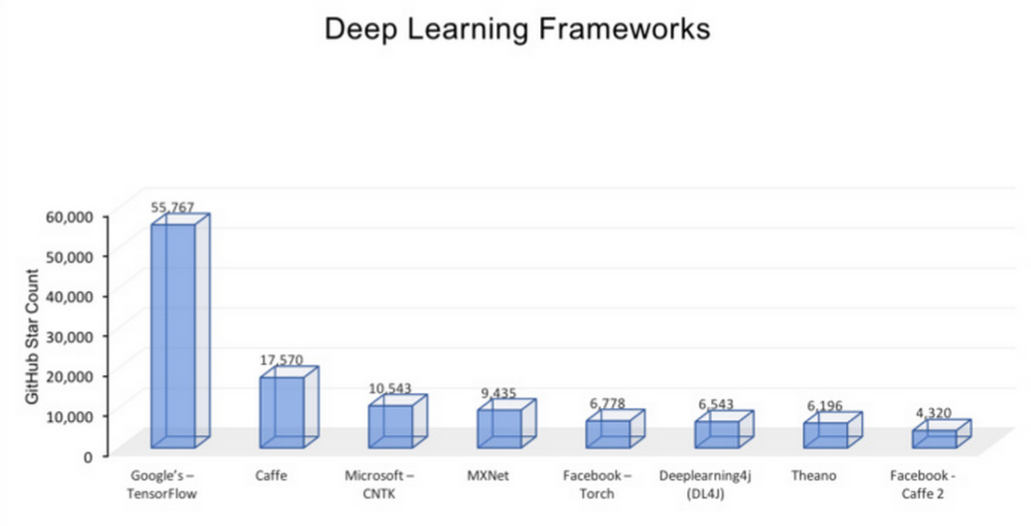 Deep Learning Frameworks
GitHub Star Count
60,000
50,000
40,000
30,000
20,000
10,000
0
55,767
17,570
10,543
9,435
6,778
6,543
6,196
4,320
Google's –
TensorFlow
Caffe
Microsoft –
CNTK
MXNet
Facebook –
Torch
Deeplearning4j
(DL4J)
Theano
Facebook -
Caffe 2